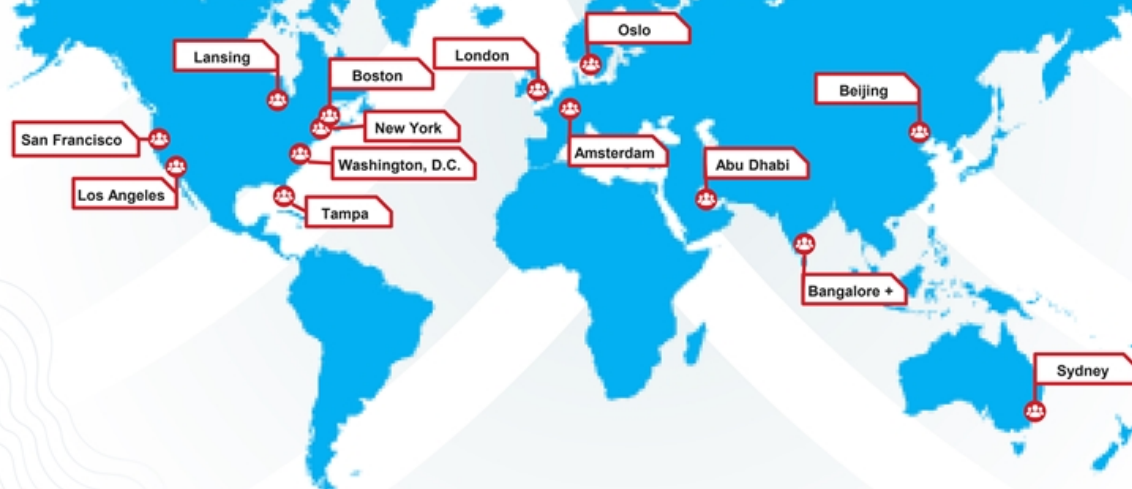 Oslo
Lansing
London
Boston
Beijing
New York
San Francisco
Amsterdam
Washington, D.C.
Abu Dhabi
Los Angeles
Tampa
Bangalore +
Sydney